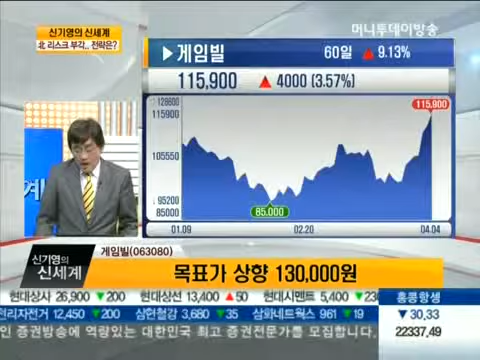 신기영의 신세계
北 리스크 부각.. 전략은?
머니투데이방송
게임빌 60일 ▲ 9.13%
115,900 ▲ 4000 (3.57%)
128600
115900
115,900
105550
95200
85000
85.000
01.09 02.20 04.04
계
게임빌(063080)
신기영의
신세계
목표가 상향 130,000원
현대상사 26,900 ▼200 현대상선 13,400 ▲50 현대시멘트 5,400 ▼230
전리자전거 12,450 ▼200 삼현철강 3,680 ▼35 삼화네트웍스 961 ▼19
인 증권방송에 역량있는 대한민국 최고 증권전문가를 모집합니다.
홍콩항셍
▼ 30,33
22337,49